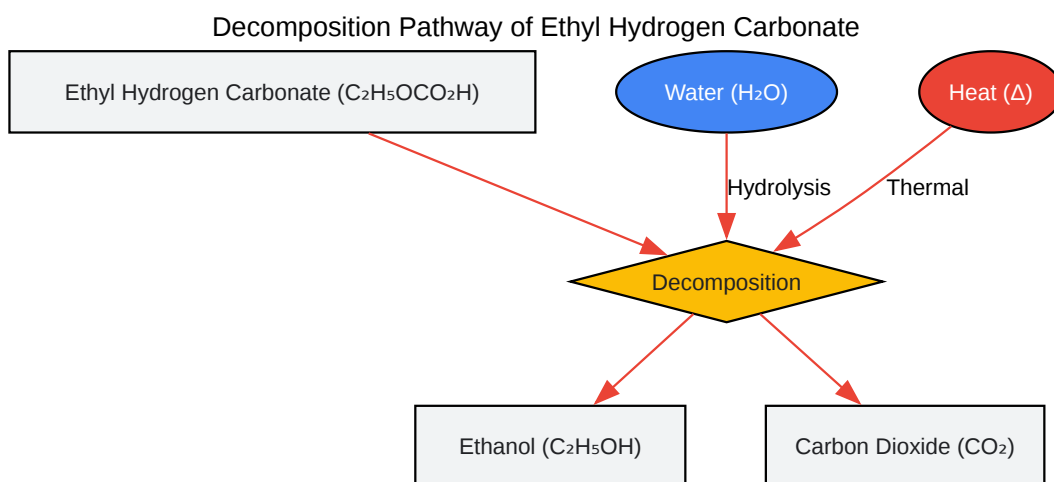 Decomposition Pathway of Ethyl Hydrogen Carbonate
Ethyl Hydrogen Carbonate (C₂H₅OCO₂H)
Water (H₂O)
Heat (Δ)
Hydrolysis
Thermal
Decomposition
Ethanol (C₂H₅OH)
Carbon Dioxide (CO₂)